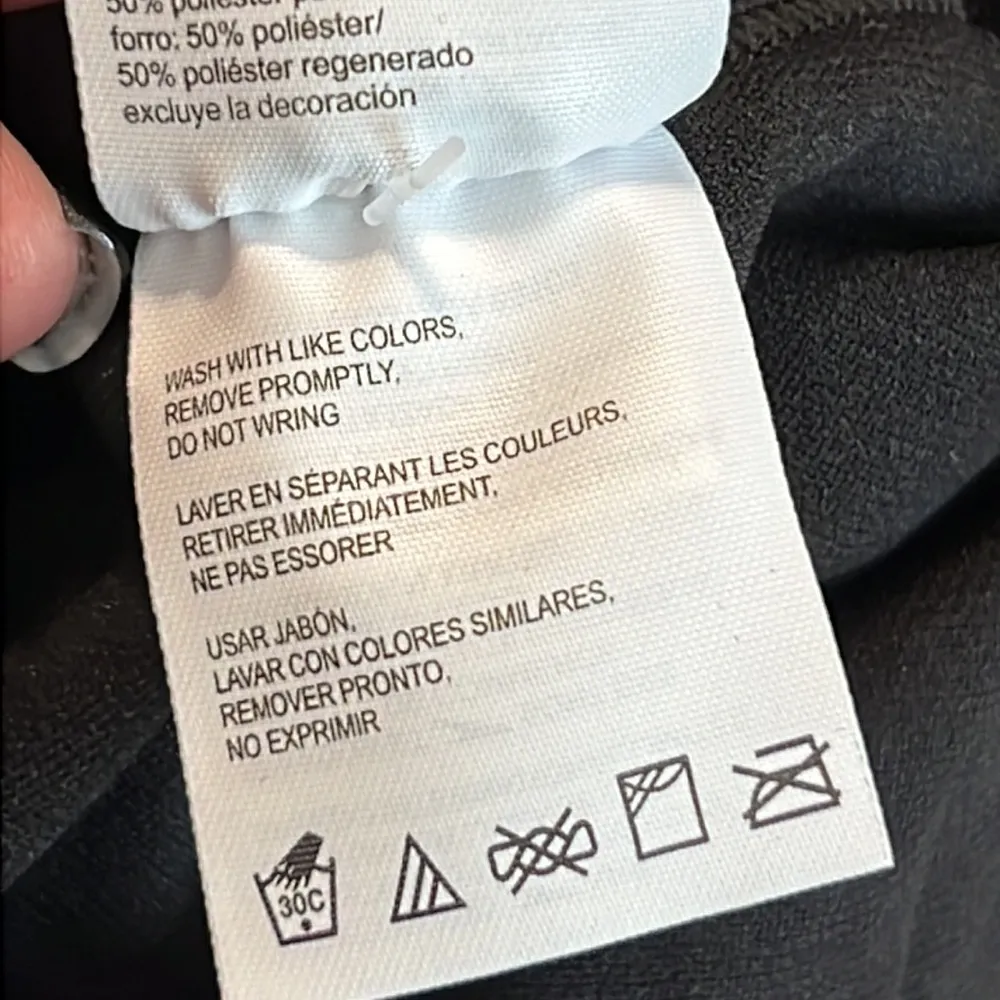 50% poliéster
forro: 50% poliéster/
50% poliéster regenerado
excluye la decoración
WASH WITH LIKE COLORS,
REMOVE PROMPTLY,
DO NOT WRING
LAVER EN SÉPARANT LES COULEURS,
RETIRER IMMÉDIATEMENT,
NE PAS ESSORER
USAR JABÓN,
LAVAR CON COLORES SIMILARES,
REMOVER PRONTO,
NO EXPRIMIR
30C